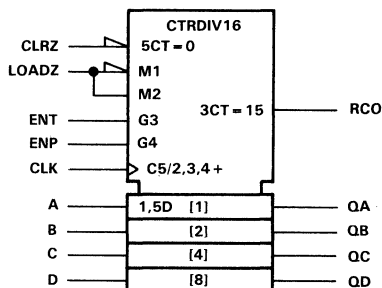 CTRDIV16
CLRZ 5CT = 0
LOADZ M1
M2
3CT = 15 RCO
ENT G3
ENP G4
CLK C5/2,3,4+
A 1,5D [1] QA
B [2] QB
C [4] QC
D [8] QD